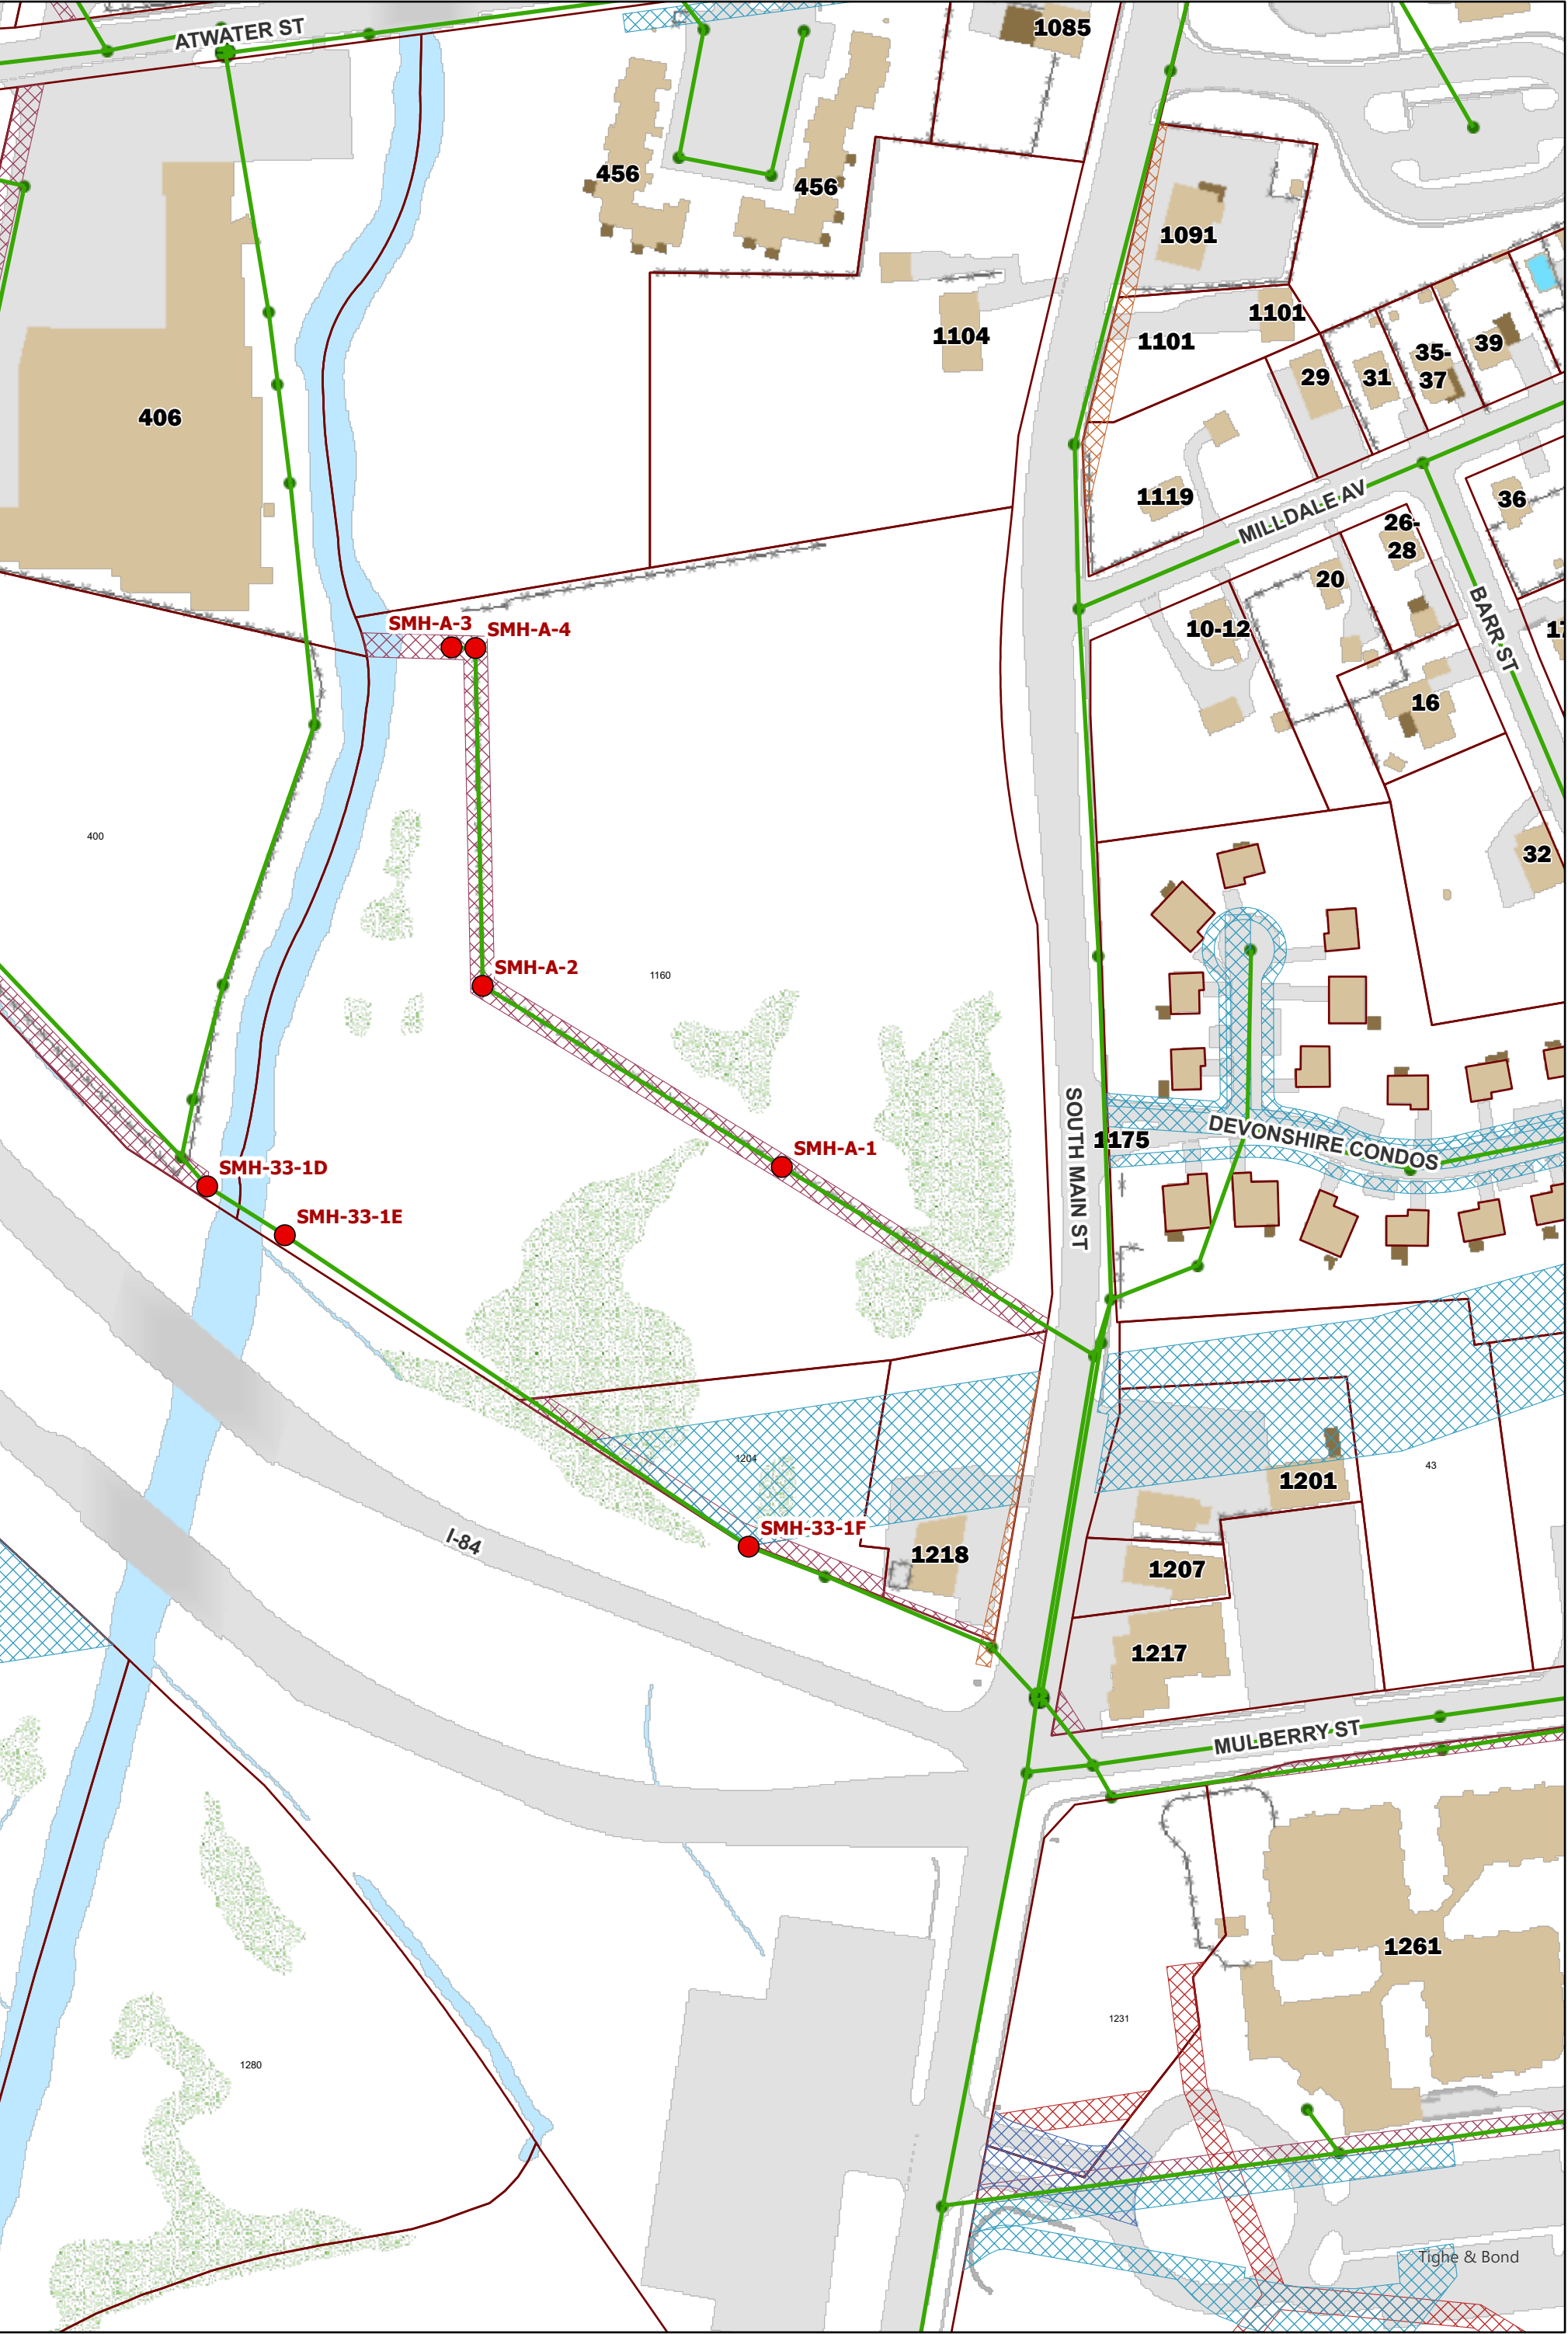 ATWATER ST
1085
456
456
1091
1101
1101
1104
29
31
35-
37
39
406
1119
MILLDALE AV
36
26-
28
20
10-12
BARR ST
SMH-A-3
SMH-A-4
16
400
32
SMH-A-2
1160
SOUTH MAIN ST
1175
DEVONSHIRE CONDOS
SMH-A-1
SMH-33-1D
SMH-33-1E
1204
43
1201
SMH-33-1F
I-84
1218
1207
1217
MULBERRY ST
1261
1231
1280
Tighe & Bond